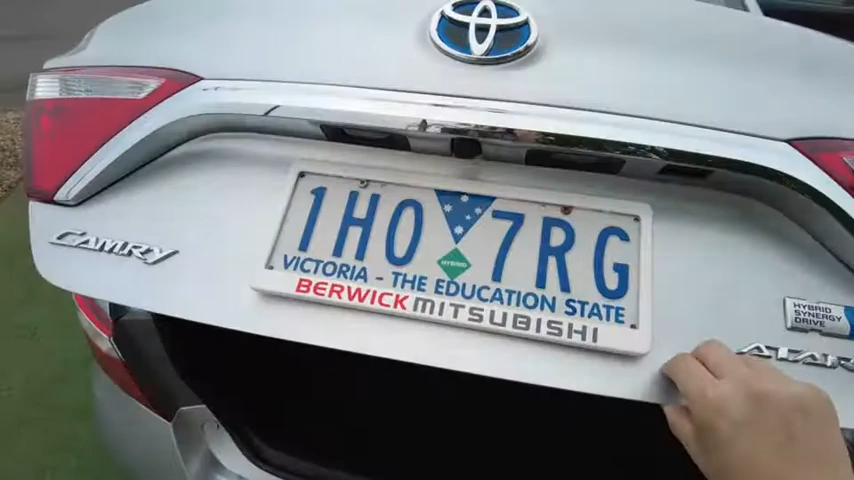 1HO 7RG
HYBRID
VICTORIA - THE EDUCATION STATE
BERWICK MITSUBISHI
CAMRY
HYBRID
SYNERGY
DRIVE